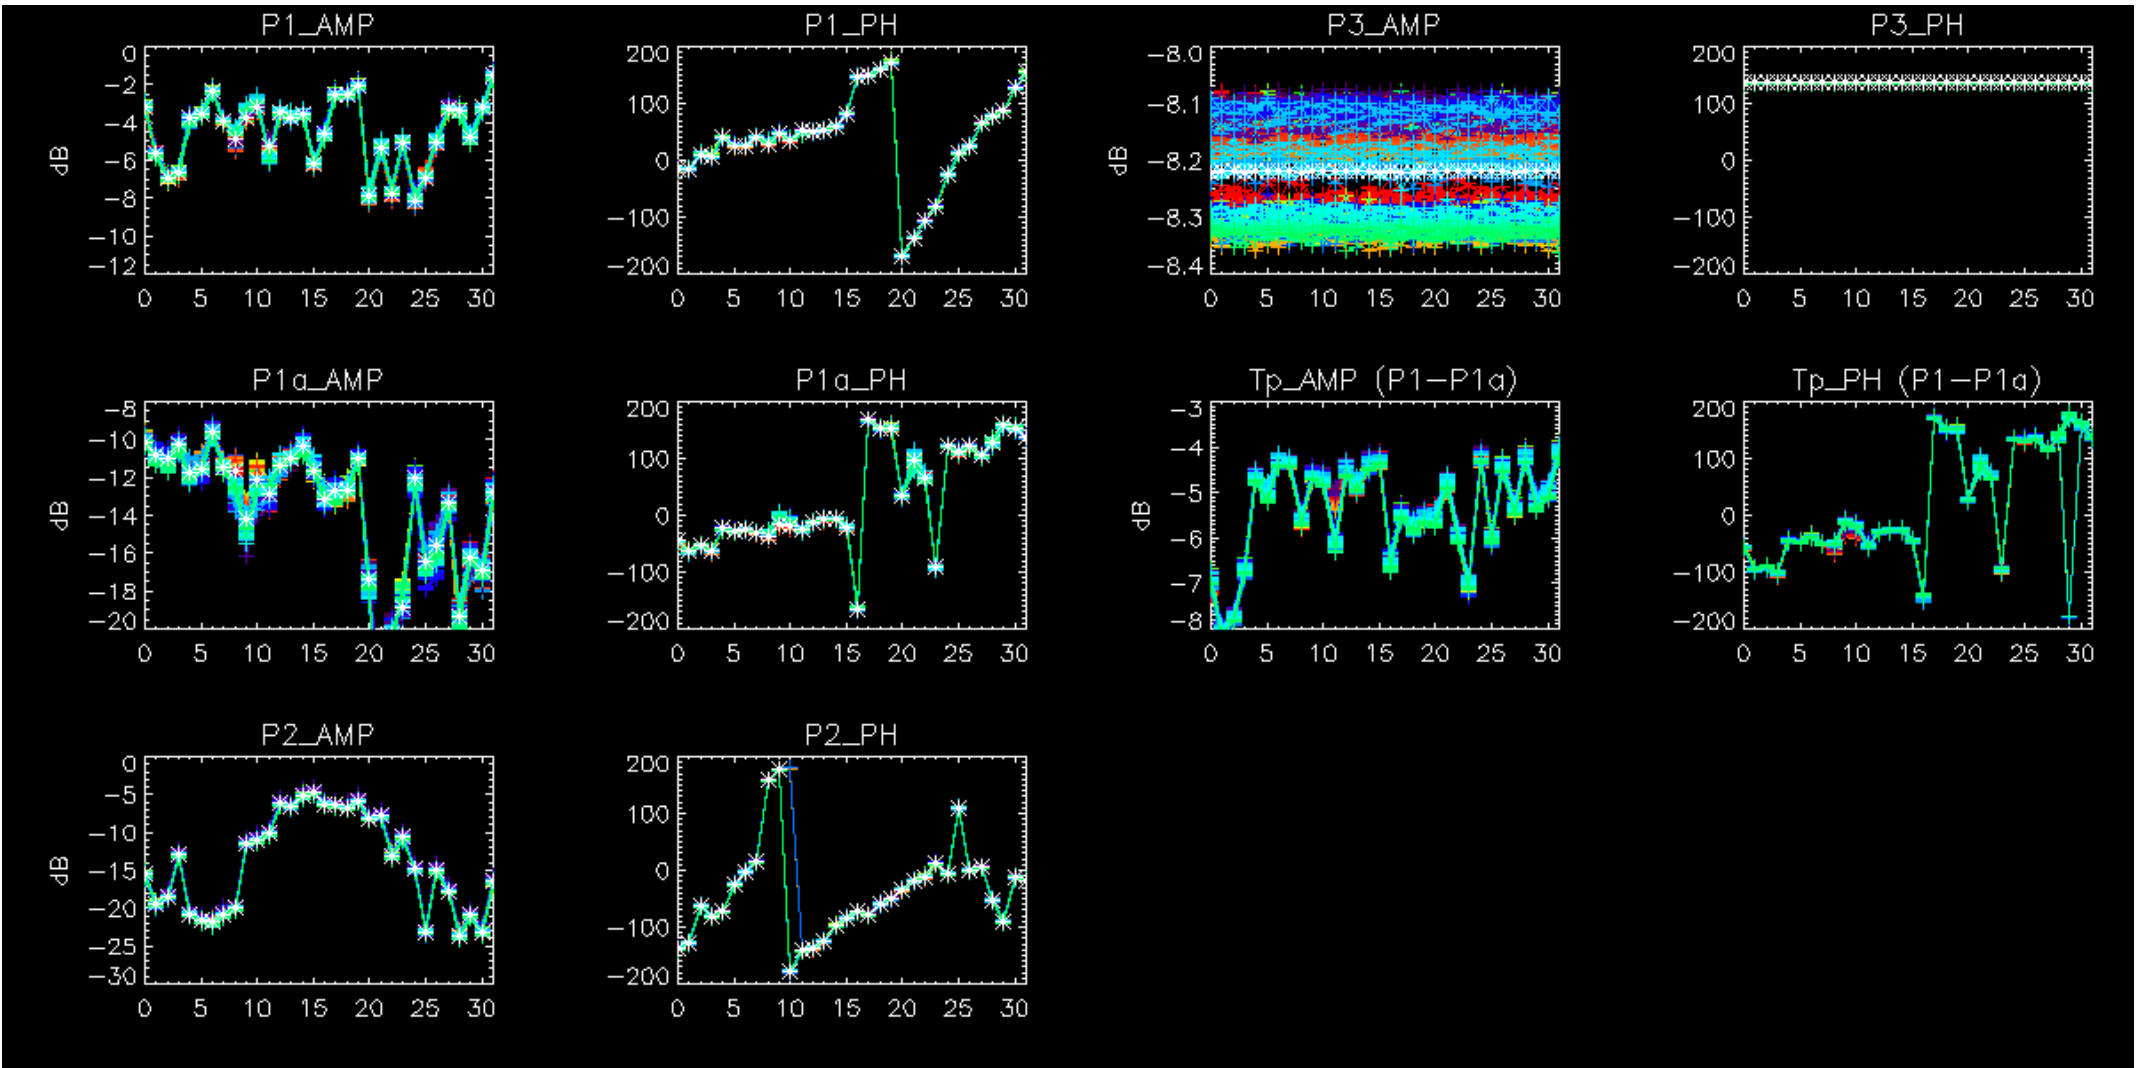 P1_AMP
P1_PH
P3_AMP
P3_PH
0
-2
-4
-6
-8
-10
-12
dB
0 5 10 15 20 25 30
200
100
0
-100
-200
0 5 10 15 20 25 30
-8.0
-8.1
-8.2
-8.3
-8.4
dB
0 5 10 15 20 25 30
200
100
0
-100
-200
0 5 10 15 20 25 30
P1a_AMP
P1a_PH
Tp_AMP (P1-P1a)
Tp_PH (P1-P1a)
-8
-10
-12
-14
-16
-18
-20
dB
0 5 10 15 20 25 30
200
100
0
-100
-200
0 5 10 15 20 25 30
-3
-4
-5
-6
-7
-8
dB
0 5 10 15 20 25 30
200
100
0
-100
-200
0 5 10 15 20 25 30
P2_AMP
P2_PH
0
-5
-10
-15
-20
-25
-30
dB
0 5 10 15 20 25 30
200
100
0
-100
-200
0 5 10 15 20 25 30